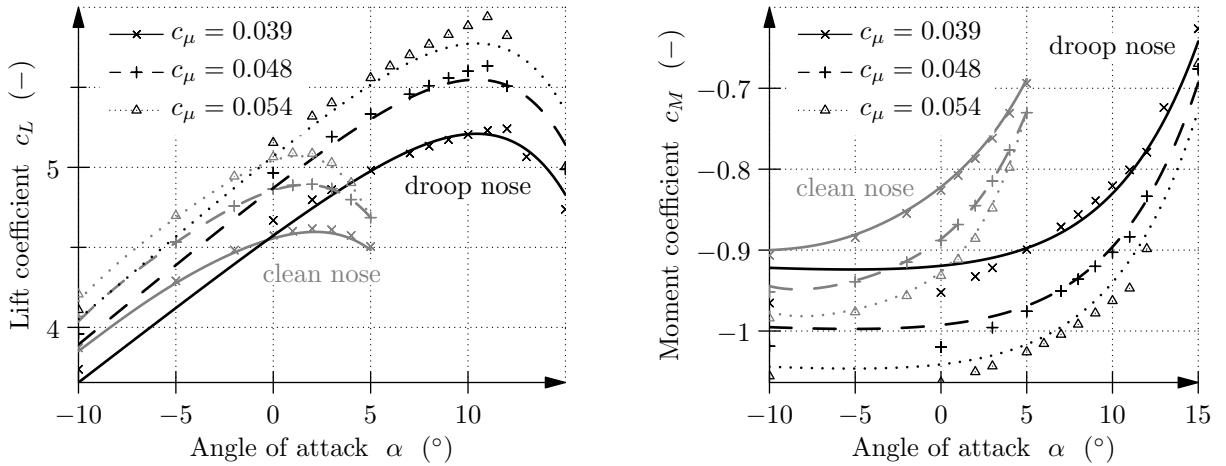 c_μ = 0.039
c_μ = 0.048
c_μ = 0.054
droop nose
clean nose
5
4
−10
−5
0
5
10
Angle of attack α (°)
Lift coefficient c_L (−)
c_μ = 0.039
c_μ = 0.048
c_μ = 0.054
droop nose
clean nose
−0.7
−0.8
−0.9
−1
−10
−5
0
5
10
15
Angle of attack α (°)
Moment coefficient c_M (−)